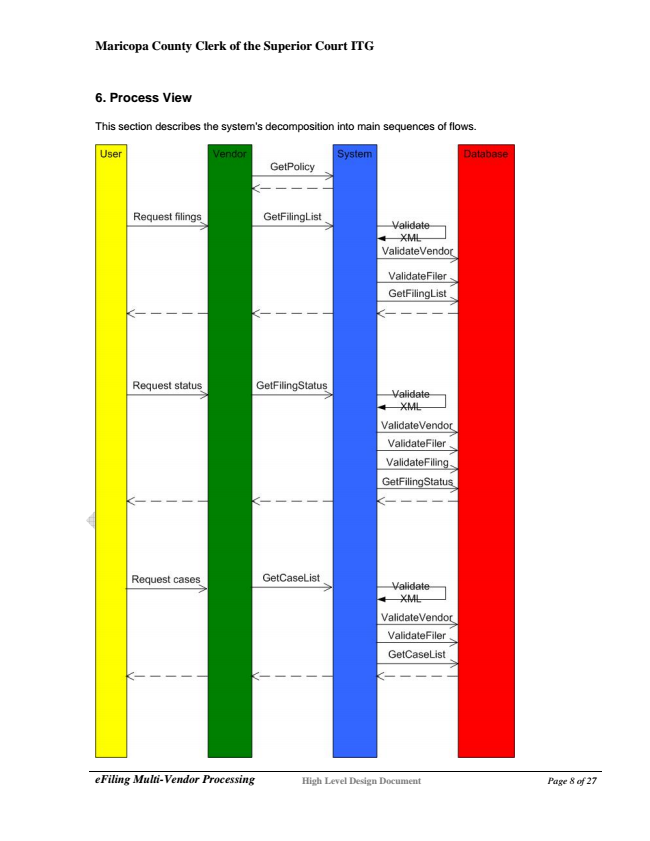 Maricopa County Clerk of the Superior Court ITG
6. Process View
This section describes the system's decomposition into main sequences of flows.
User
Vendor
System
Database
GetPolicy
Request filings
GetFilingList
Validate
XML
ValidateVendor
ValidateFiler
GetFilingList
Request status
GetFilingStatus
Validate
XML
ValidateVendor
ValidateFiler
ValidateFiling
GetFilingStatus
Request cases
GetCaseList
Validate
XML
ValidateVendor
ValidateFiler
GetCaseList
eFiling Multi-Vendor Processing High Level Design Document Page 8 of 27